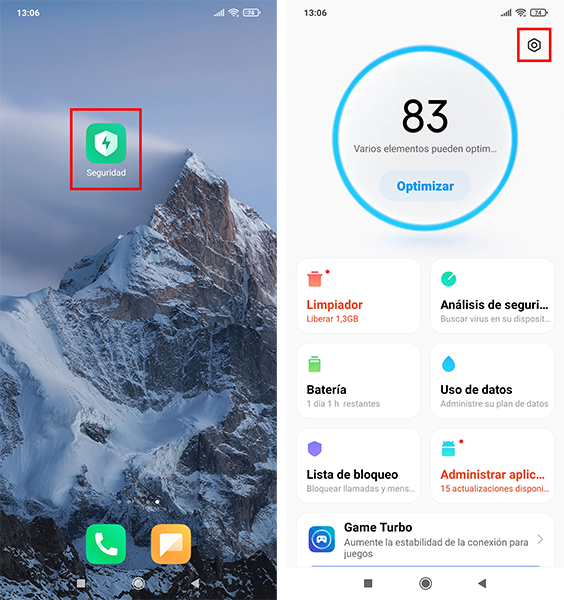 13:06
74
Seguridad
13:06
74
83
Varios elementos pueden optim...
Optimizar
Limpiador
Liberar 1,3GB
Análisis de seguri...
Buscar virus en su disposit...
Batería
1 día 1 h restantes
Uso de datos
Administre su plan de datos
Lista de bloqueo
Bloquear llamadas y mens...
Administrar aplic...
15 actualizaciones disponi...
Game Turbo
Aumente la estabilidad de la conexión para
juegos